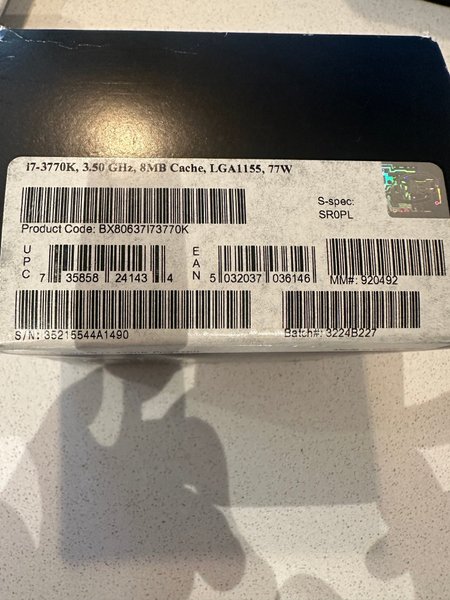 i7-3770K, 3.50 GHz, 8MB Cache, LGA1155, 77W
S-spec:
SR0PL
Product Code: BX80637I73770K
UPC 7 35858 24143 4
EAN 5 032037 036146
MM#: 920492
S/N: 35215544A1490
Batch#: 3224B227